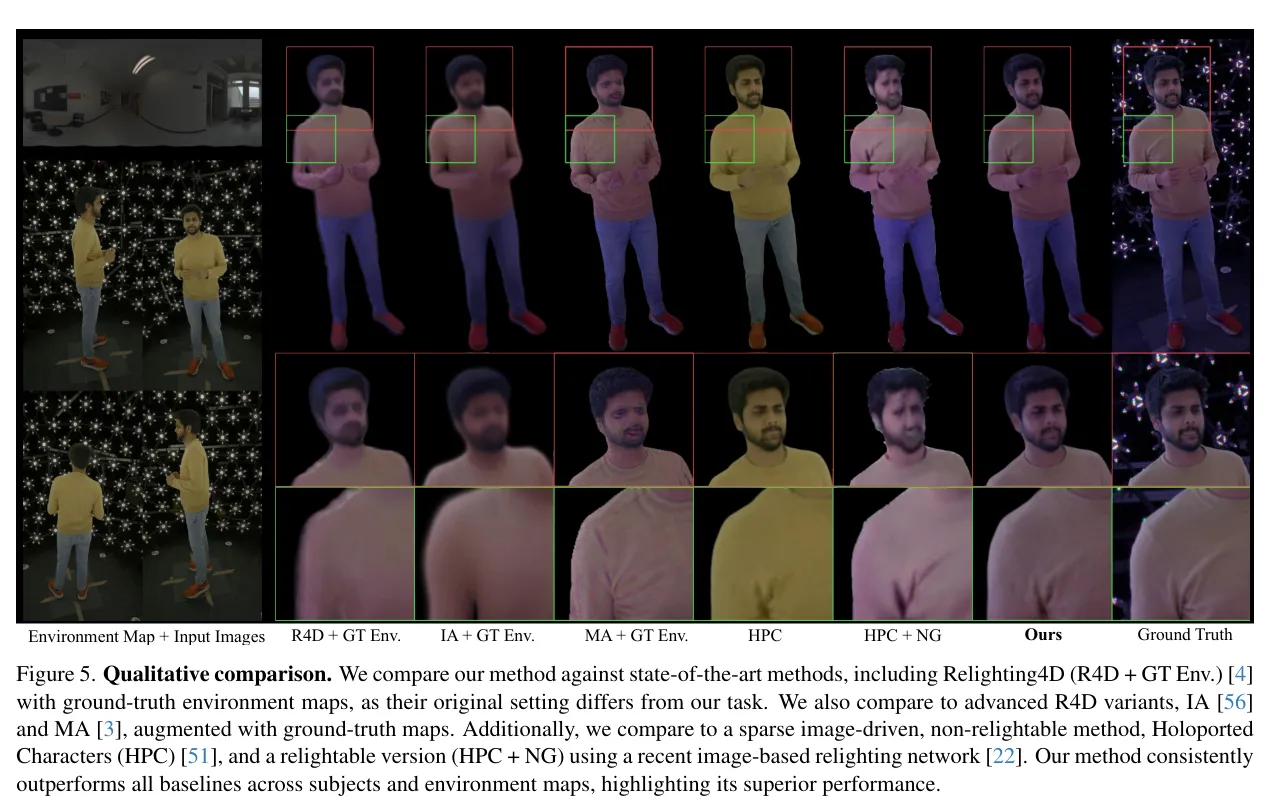 Environment Map + Input Images R4D + GT Env. IA + GT Env. MA + GT Env. HPC HPC + NG Ours Ground Truth
Figure 5. Qualitative comparison. We compare our method against state-of-the-art methods, including Relighting4D (R4D + GT Env.) [4]
with ground-truth environment maps, as their original setting differs from our task. We also compare to advanced R4D variants, IA [56]
and MA [3], augmented with ground-truth maps. Additionally, we compare to a sparse image-driven, non-relightable method, Holoported
Characters (HPC) [51], and a relightable version (HPC + NG) using a recent image-based relighting network [22]. Our method consistently
outperforms all baselines across subjects and environment maps, highlighting its superior performance.